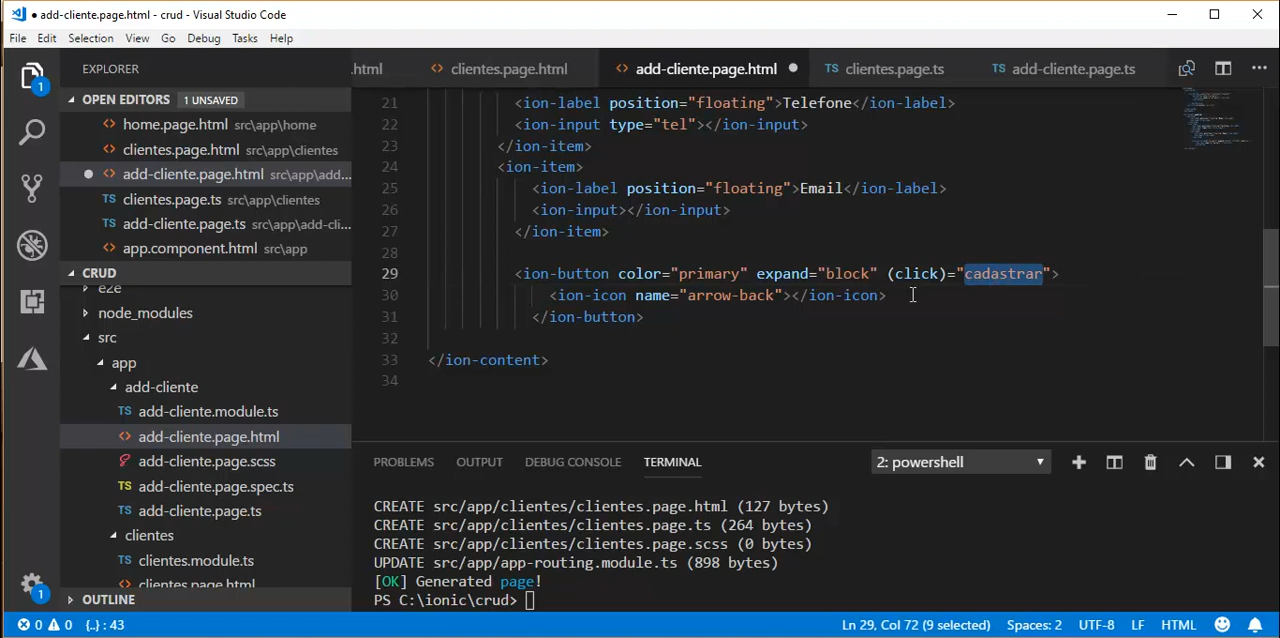 ● add-cliente.page.html - crud - Visual Studio Code
File Edit Selection View Go Debug Tasks Help
EXPLORER
.html
<> clientes.page.html
<> add-cliente.page.html ●
TS clientes.page.ts
TS add-cliente.page.ts
1
OPEN EDITORS 1 UNSAVED
<> home.page.html src\app\home
<> clientes.page.html src\app\clientes
● <> add-cliente.page.html src\app\add...
TS clientes.page.ts src\app\clientes
TS add-cliente.page.ts src\app\add-cli...
<> app.component.html src\app
CRUD
e2e
node_modules
src
app
add-cliente
TS add-cliente.module.ts
<> add-cliente.page.html
add-cliente.page.scss
TS add-cliente.page.spec.ts
TS add-cliente.page.ts
clientes
TS clientes.module.ts
<> clientes.page.html
OUTLINE
1
21 <ion-label position="floating">Telefone</ion-label>
22 <ion-input type="tel"></ion-input>
23 </ion-item>
24 <ion-item>
25 <ion-label position="floating">Email</ion-label>
26 <ion-input></ion-input>
27 </ion-item>
28
29 <ion-button color="primary" expand="block" (click)="cadastrar">
30 <ion-icon name="arrow-back"></ion-icon>
31 </ion-button>
32
33 </ion-content>
34
PROBLEMS OUTPUT DEBUG CONSOLE TERMINAL 2: powershell
CREATE src/app/clientes/clientes.page.html (127 bytes)
CREATE src/app/clientes/clientes.page.ts (264 bytes)
CREATE src/app/clientes/clientes.page.scss (0 bytes)
UPDATE src/app/app-routing.module.ts (898 bytes)
[OK] Generated page!
PS C:\ionic\crud>
0 0 {..} : 43 Ln 29, Col 72 (9 selected) Spaces: 2 UTF-8 LF HTML